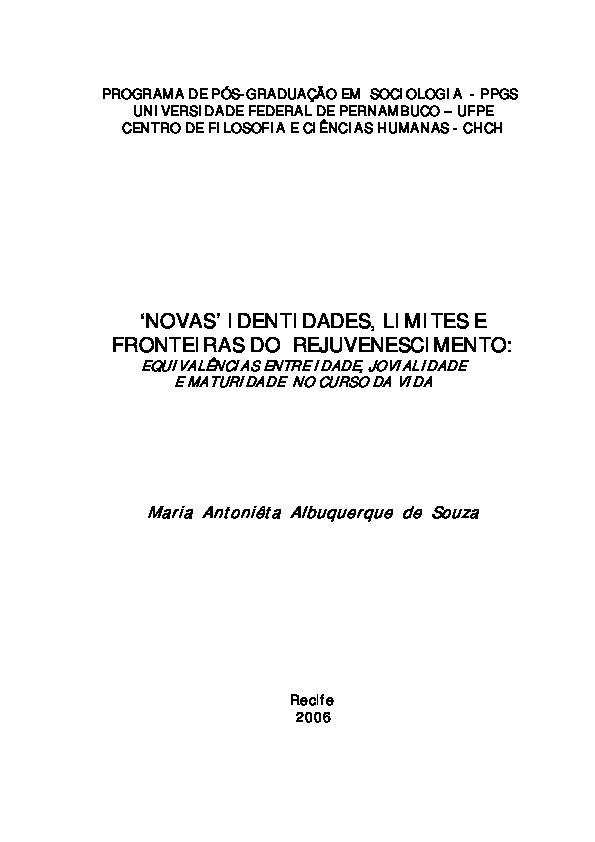 PROGRAMA DE PÓS-GRADUAÇÃO EM SOCIOLOGIA - PPGS
UNIVERSIDADE FEDERAL DE PERNAMBUCO – UFPE
CENTRO DE FILOSOFIA E CIÊNCIAS HUMANAS - CHCH
‘NOVAS’ IDENTIDADES, LIMITES E
FRONTEIRAS DO REJUVENESCIMENTO:
EQUIVALÊNCIAS ENTRE IDADE, JOVIALIDADE
E MATURIDADE NO CURSO DA VIDA
Maria Antoniêta Albuquerque de Souza
Recife
2006